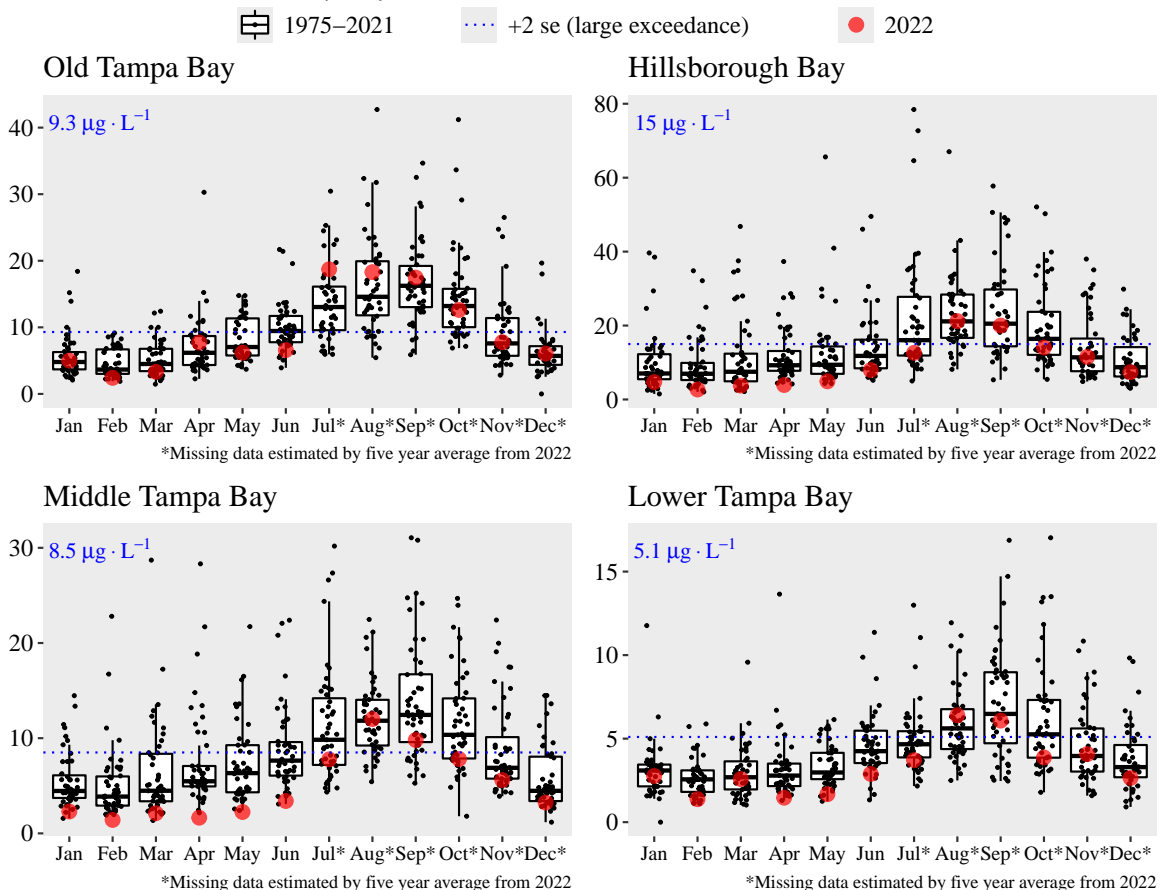 1975–2021 +2 se (large exceedance) 2022
Old Tampa Bay
9.3 μg · L⁻¹
40
30
20
10
0
Jan Feb Mar Apr May Jun Jul* Aug* Sep* Oct* Nov* Dec*
*Missing data estimated by five year average from 2022
Hillsborough Bay
15 μg · L⁻¹
80
60
40
20
0
Jan Feb Mar Apr May Jun Jul* Aug* Sep* Oct* Nov* Dec*
*Missing data estimated by five year average from 2022
Middle Tampa Bay
8.5 μg · L⁻¹
30
20
10
0
Jan Feb Mar Apr May Jun Jul* Aug* Sep* Oct* Nov* Dec*
*Missing data estimated by five year average from 2022
Lower Tampa Bay
5.1 μg · L⁻¹
15
10
5
0
Jan Feb Mar Apr May Jun Jul* Aug* Sep* Oct* Nov* Dec*
*Missing data estimated by five year average from 2022